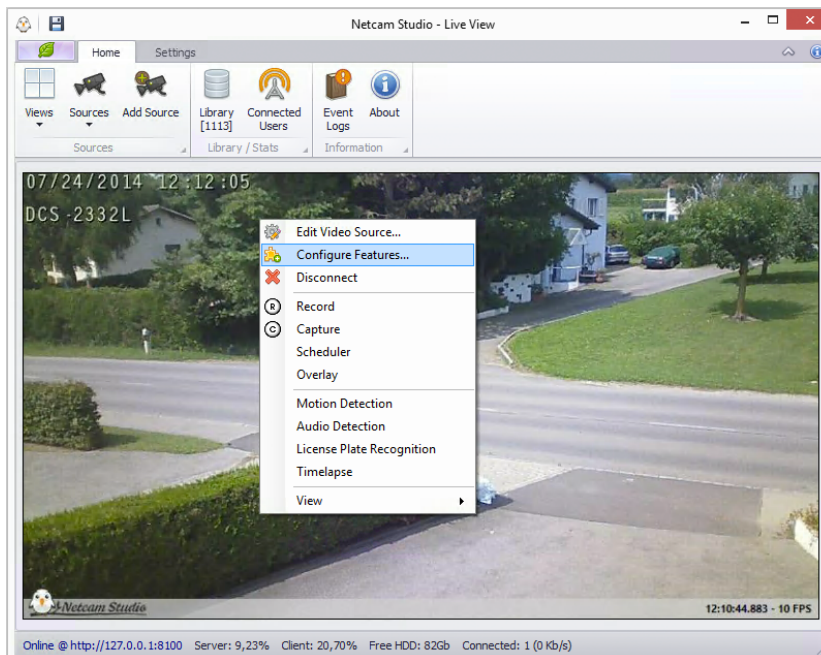 Netcam Studio - Live View
Home Settings
Views Sources Add Source Library [1113] Connected Users Event Logs About
Sources Library / Stats Information
07/24/2014 12:12:05
DCS-2332L
Edit Video Source...
Configure Features...
Disconnect
R Record
C Capture
Scheduler
Overlay
Motion Detection
Audio Detection
License Plate Recognition
Timelapse
View
Netcam Studio
12:10:44.883 - 10 FPS
Online @ http://127.0.0.1:8100 Server: 9,23% Client: 20,70% Free HDD: 82Gb Connected: 1 (0 Kb/s)